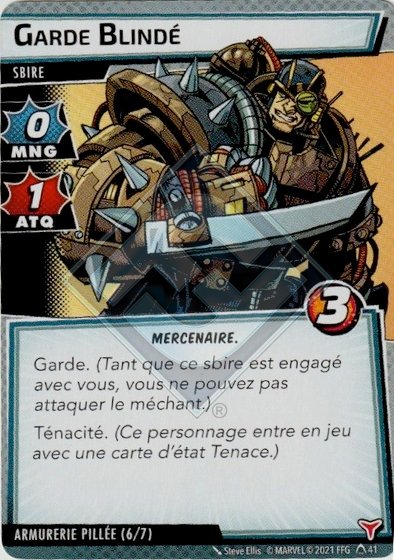 GARDE BLINDÉ
SBIRE
0
MNG
1
ATQ
3
MERCENAIRE.
Garde. (Tant que ce sbire est engagé
avec vous, vous ne pouvez pas
attaquer le méchant.)
Ténacité. (Ce personnage entre en jeu
avec une carte d'état Tenace.)
®
ARMURERIE PILLÉE (6/7)
Steve Ellis © MARVEL © 2021 FFG 41